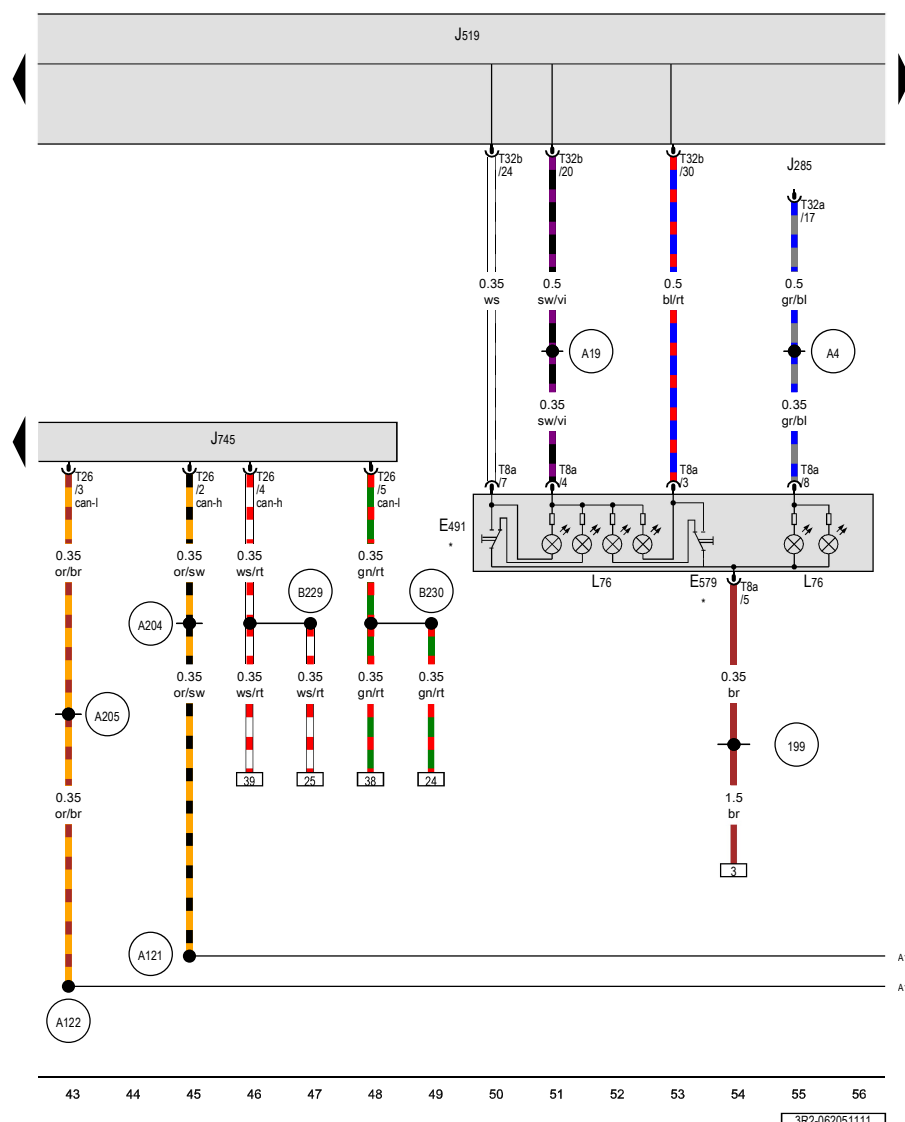 J519
T32b
/24
T32b
/20
T32b
/30
J285
T32a
/17
0.35
ws
0.5
sw/vi
0.5
bl/rt
0.5
gr/bl
A19
A4
0.35
sw/vi
0.35
gr/bl
J745
T26
/3
can-l
T26
/2
can-h
T26
/4
can-h
T26
/5
can-l
T8a
/7
T8a
/4
T8a
/3
T8a
/8
E491
*
L76
E579
*
L76
T8a
/5
0.35
or/br
0.35
or/sw
0.35
ws/rt
0.35
gn/rt
B229
B230
A204
0.35
or/sw
0.35
ws/rt
0.35
ws/rt
0.35
gn/rt
0.35
gn/rt
0.35
br
A205
199
39
25
38
24
0.35
or/br
1.5
br
3
A121
A122
43 44 45 46 47 48 49 50 51 52 53 54 55 56
3R2-062051111